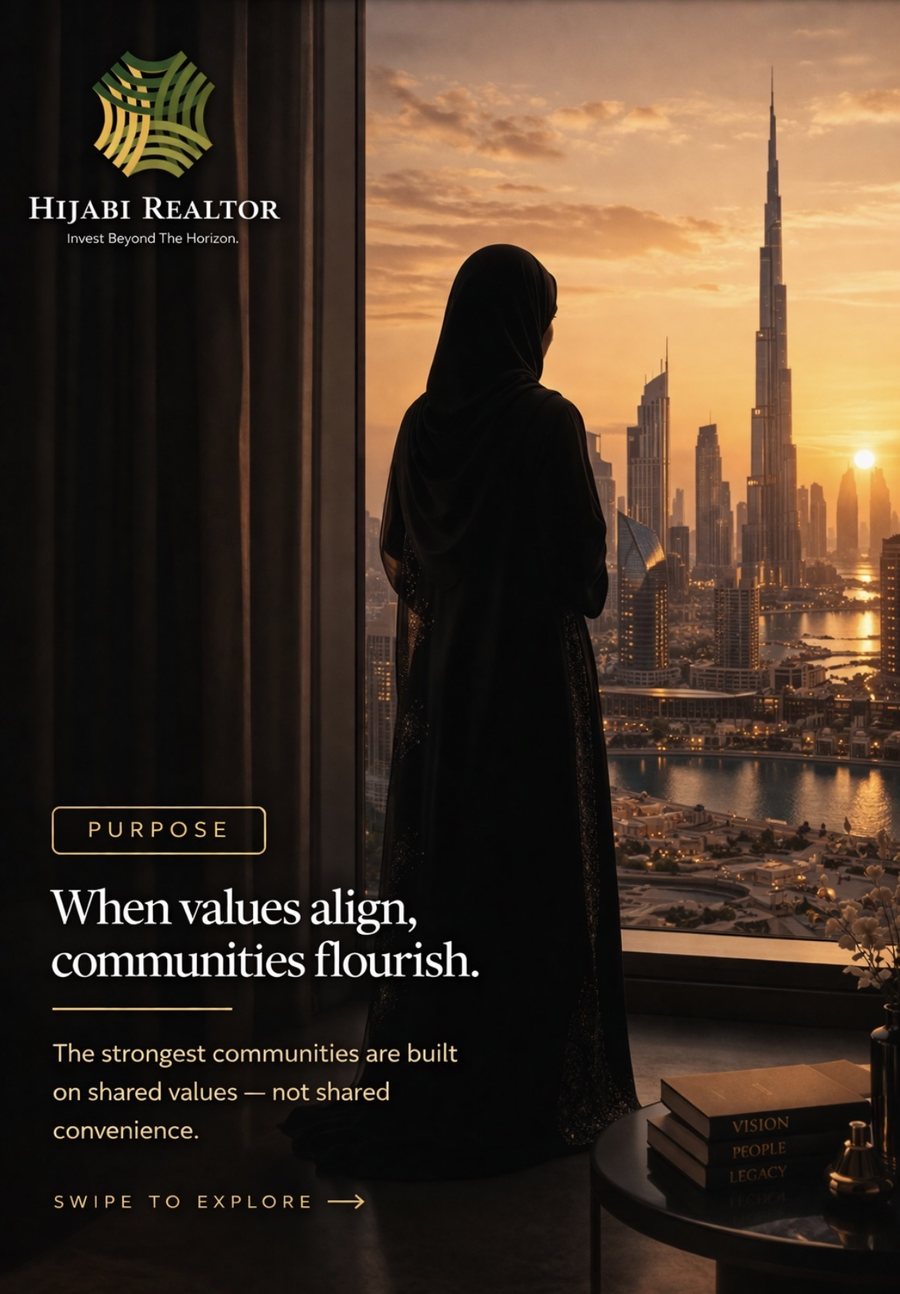 HIJABI REALTOR
Invest Beyond The Horizon.
PURPOSE
When values align,
communities flourish.
The strongest communities are built
on shared values — not shared
convenience.
SWIPE TO EXPLORE →
VISION
PEOPLE
LEGACY